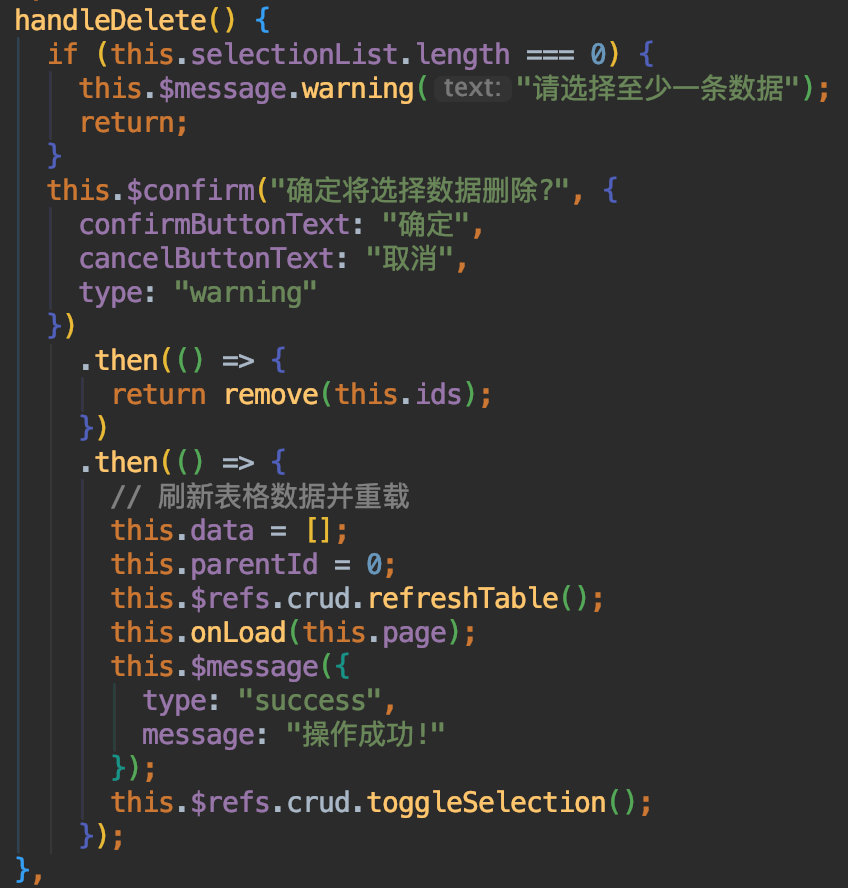 handleDelete() {
  if (this.selectionList.length === 0) {
    this.$message.warning( text: "请选择至少一条数据");
    return;
  }
  this.$confirm("确定将选择数据删除?", {
    confirmButtonText: "确定",
    cancelButtonText: "取消",
    type: "warning"
  })
    .then(() => {
      return remove(this.ids);
    })
    .then(() => {
      // 刷新表格数据并重载
      this.data = [];
      this.parentId = 0;
      this.$refs.crud.refreshTable();
      this.onLoad(this.page);
      this.$message({
        type: "success",
        message: "操作成功!"
      });
      this.$refs.crud.toggleSelection();
    });
},